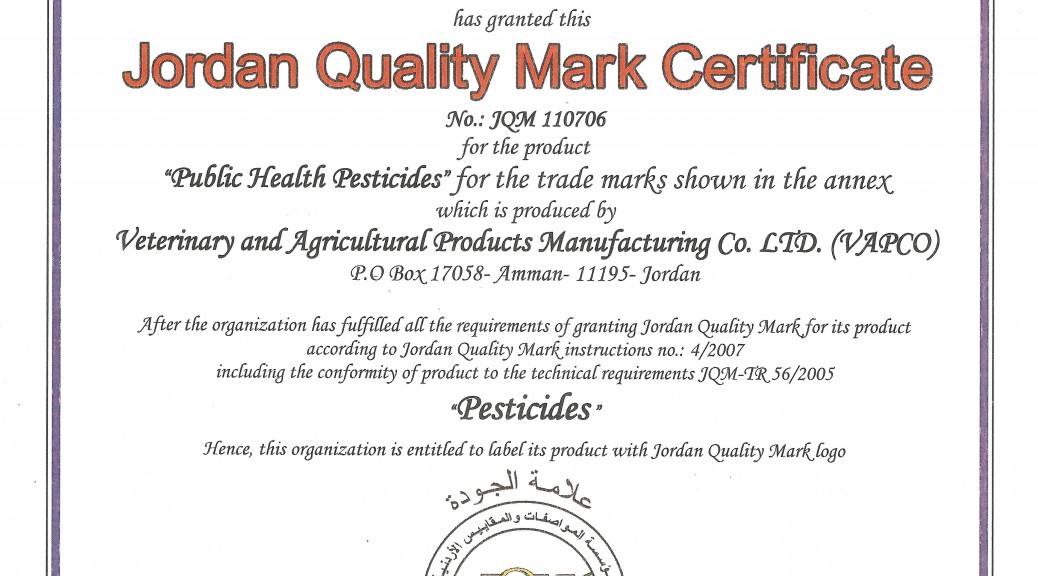 has granted this
Jordan Quality Mark Certificate
No.: JQM 110706
for the product
"Public Health Pesticides" for the trade marks shown in the annex
which is produced by
Veterinary and Agricultural Products Manufacturing Co. LTD. (VAPCO)
P.O Box 17058- Amman- 11195- Jordan
After the organization has fulfilled all the requirements of granting Jordan Quality Mark for its product
according to Jordan Quality Mark instructions no.: 4/2007
including the conformity of product to the technical requirements JQM-TR 56/2005
"Pesticides"
Hence, this organization is entitled to label its product with Jordan Quality Mark logo
علامة الجودة
المواصفات والمقاييس